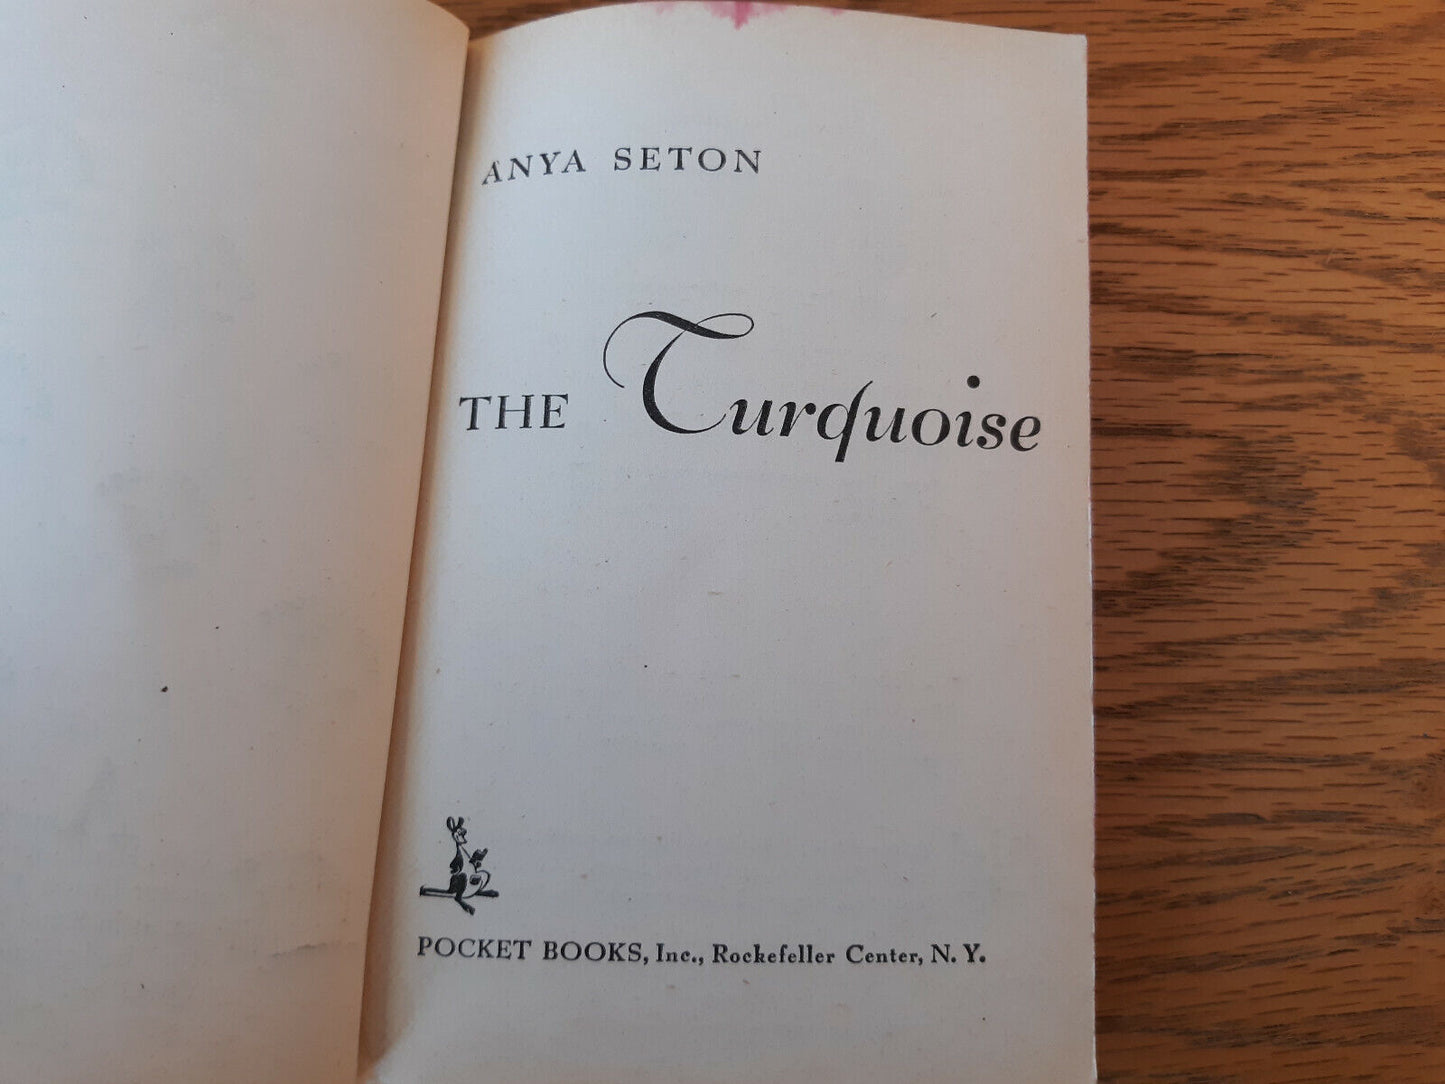 ANYA SETON
THE Turquoise
POCKET BOOKS, Inc., Rockefeller Center, N. Y.